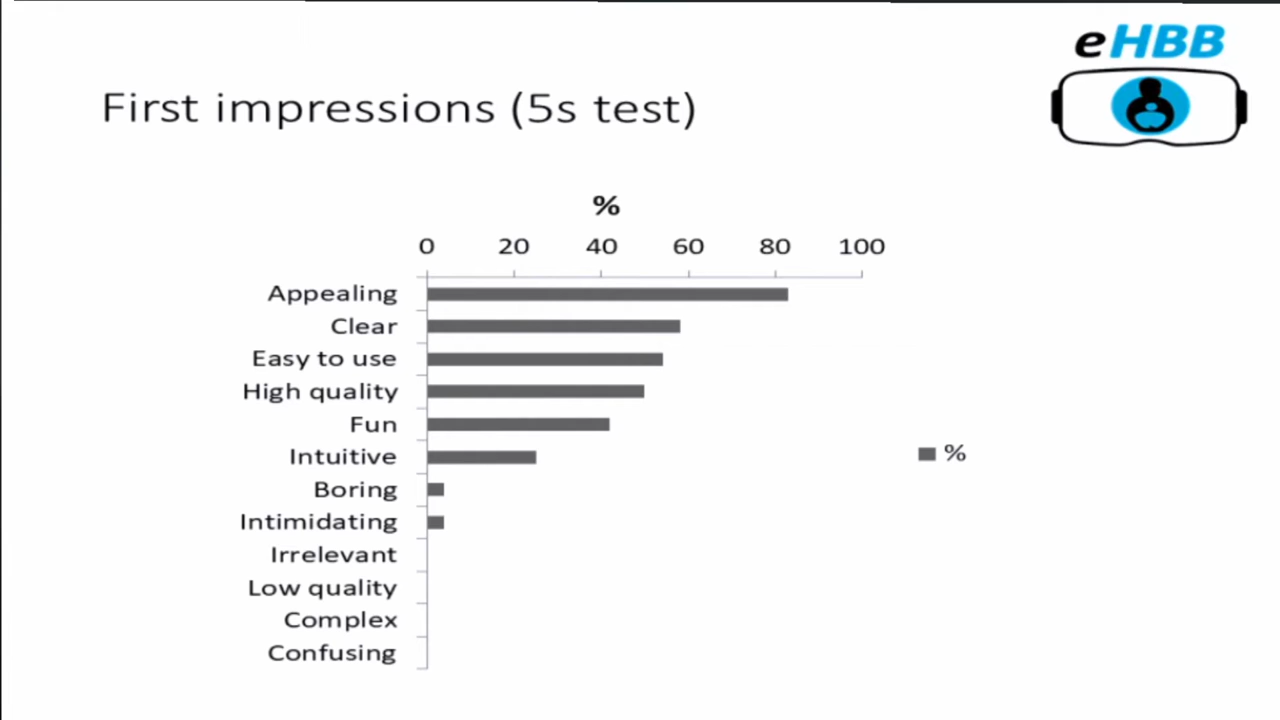 eHBB
First impressions (5s test)
%
0 20 40 60 80 100
Appealing
Clear
Easy to use
High quality
Fun
Intuitive
%
Boring
Intimidating
Irrelevant
Low quality
Complex
Confusing